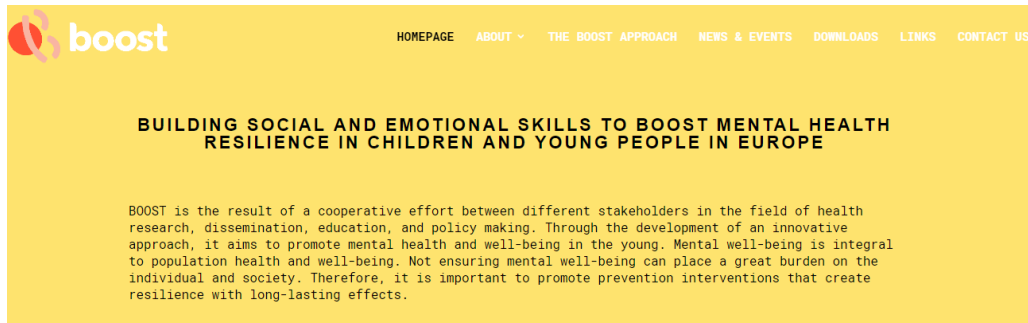 boost
HOMEPAGE ABOUT THE BOOST APPROACH NEWS & EVENTS DOWNLOADS LINKS CONTACT US
BUILDING SOCIAL AND EMOTIONAL SKILLS TO BOOST MENTAL HEALTH
RESILIENCE IN CHILDREN AND YOUNG PEOPLE IN EUROPE
BOOST is the result of a cooperative effort between different stakeholders in the field of health
research, dissemination, education, and policy making. Through the development of an innovative
approach, it aims to promote mental health and well-being in the young. Mental well-being is integral
to population health and well-being. Not ensuring mental well-being can place a great burden on the
individual and society. Therefore, it is important to promote prevention interventions that create
resilience with long-lasting effects.